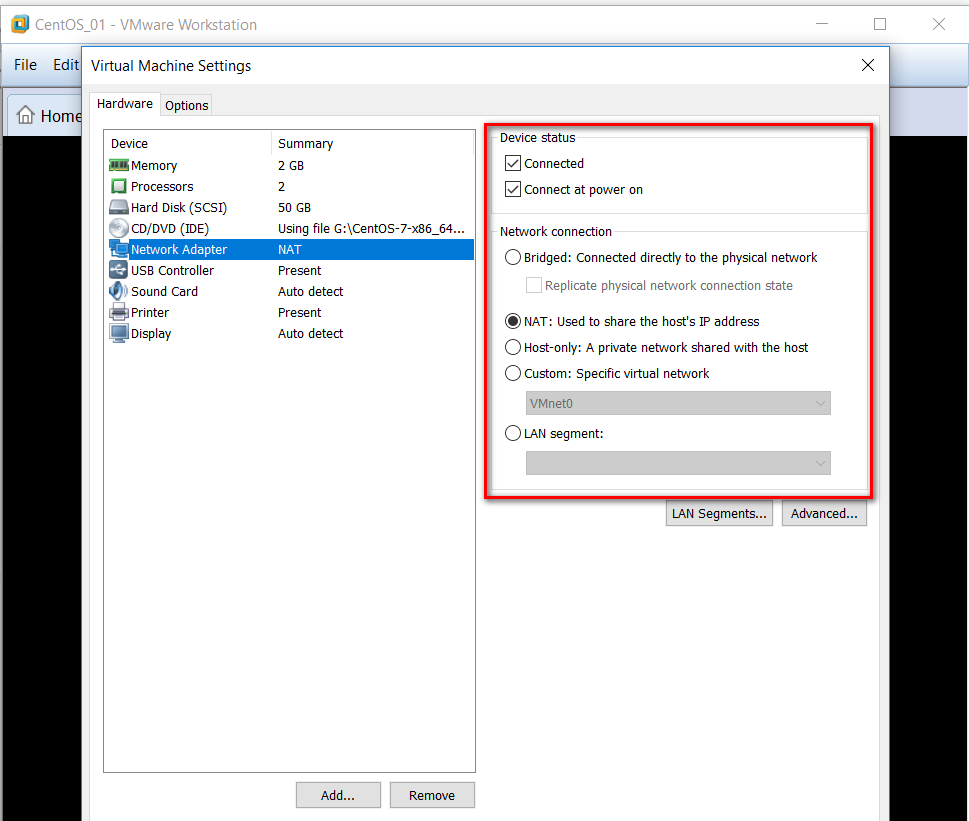 CentOS_01 - VMware Workstation
File Edit
Virtual Machine Settings
Home
Hardware Options
Device Summary
Memory 2 GB
Processors 2
Hard Disk (SCSI) 50 GB
CD/DVD (IDE) Using file G:\CentOS-7-x86_64...
Network Adapter NAT
USB Controller Present
Sound Card Auto detect
Printer Present
Display Auto detect
Add... Remove
Device status
Connected
Connect at power on
Network connection
Bridged: Connected directly to the physical network
Replicate physical network connection state
NAT: Used to share the host's IP address
Host-only: A private network shared with the host
Custom: Specific virtual network
VMnet0
LAN segment:
LAN Segments... Advanced...